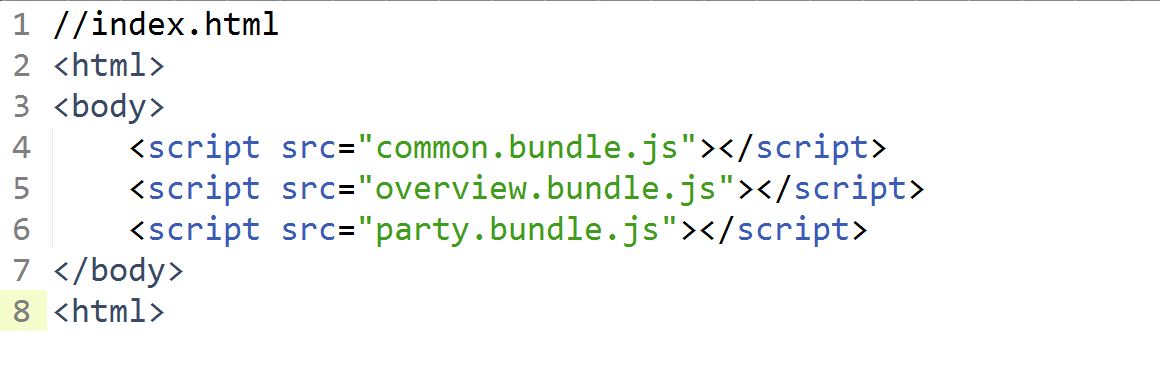 1 //index.html
2 <html>
3 <body>
4     <script src="common.bundle.js"></script>
5     <script src="overview.bundle.js"></script>
6     <script src="party.bundle.js"></script>
7 </body>
8 <html>